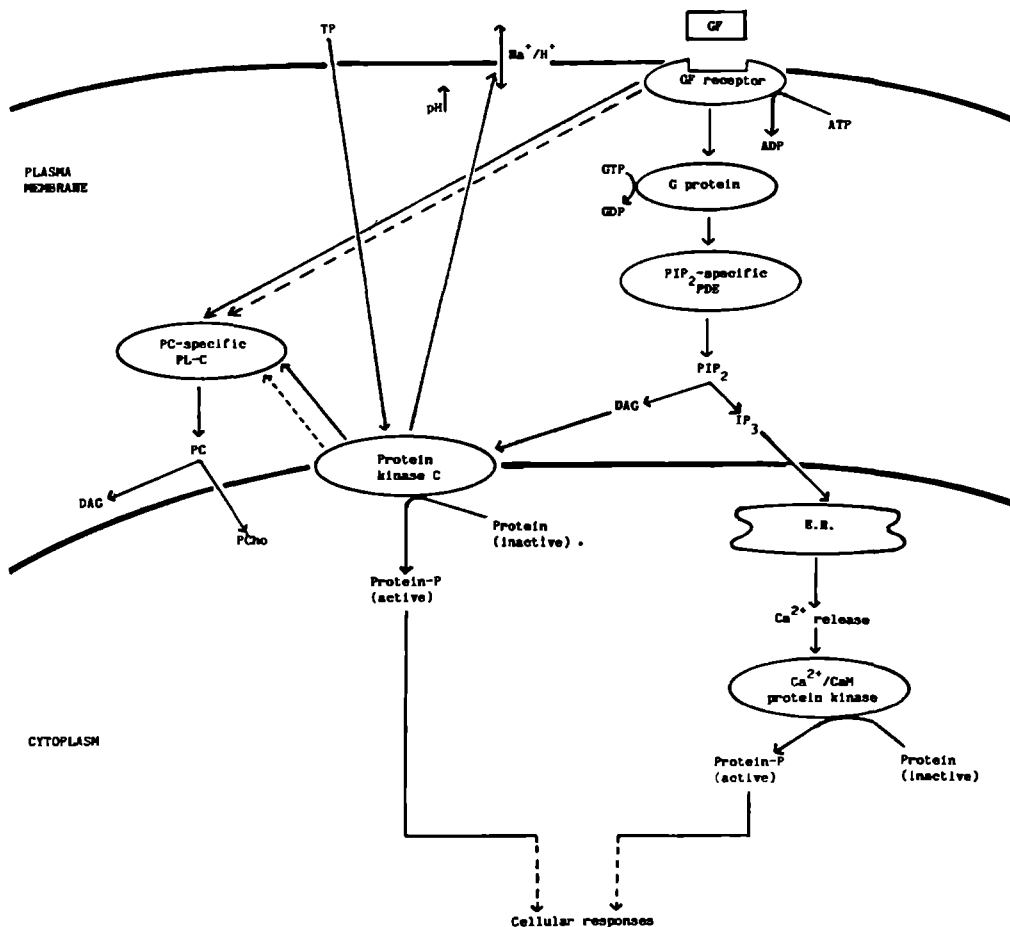 GF
TP
Na+/H+
GF receptor
pH
ATP
ADP
PLASMA
MEMBRANE
GTP
G protein
GDP
PIP2-specific
PDE
PC-specific
PL-C
PIP2
DAG
IP3
PC
Protein
kinase C
DAG
PCho
Protein
(inactive).
E.R.
Protein-P
(active)
Ca2+ release
Ca2+/CaM
protein kinase
CYTOPLASM
Protein-P
(active)
Protein
(inactive)
Cellular responses